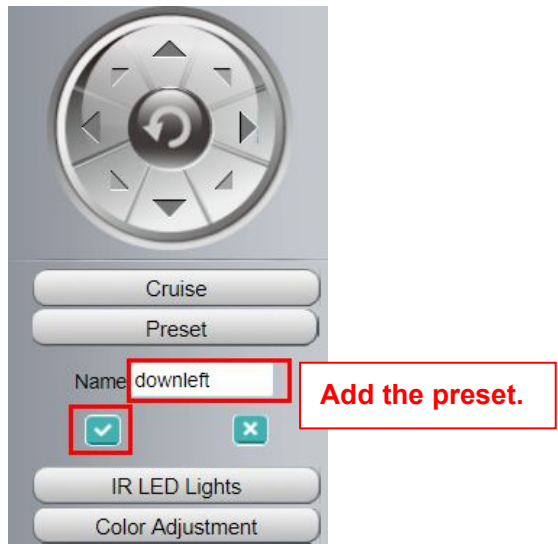 Cruise
Preset
Name downleft
Add the preset.
IR LED Lights
Color Adjustment